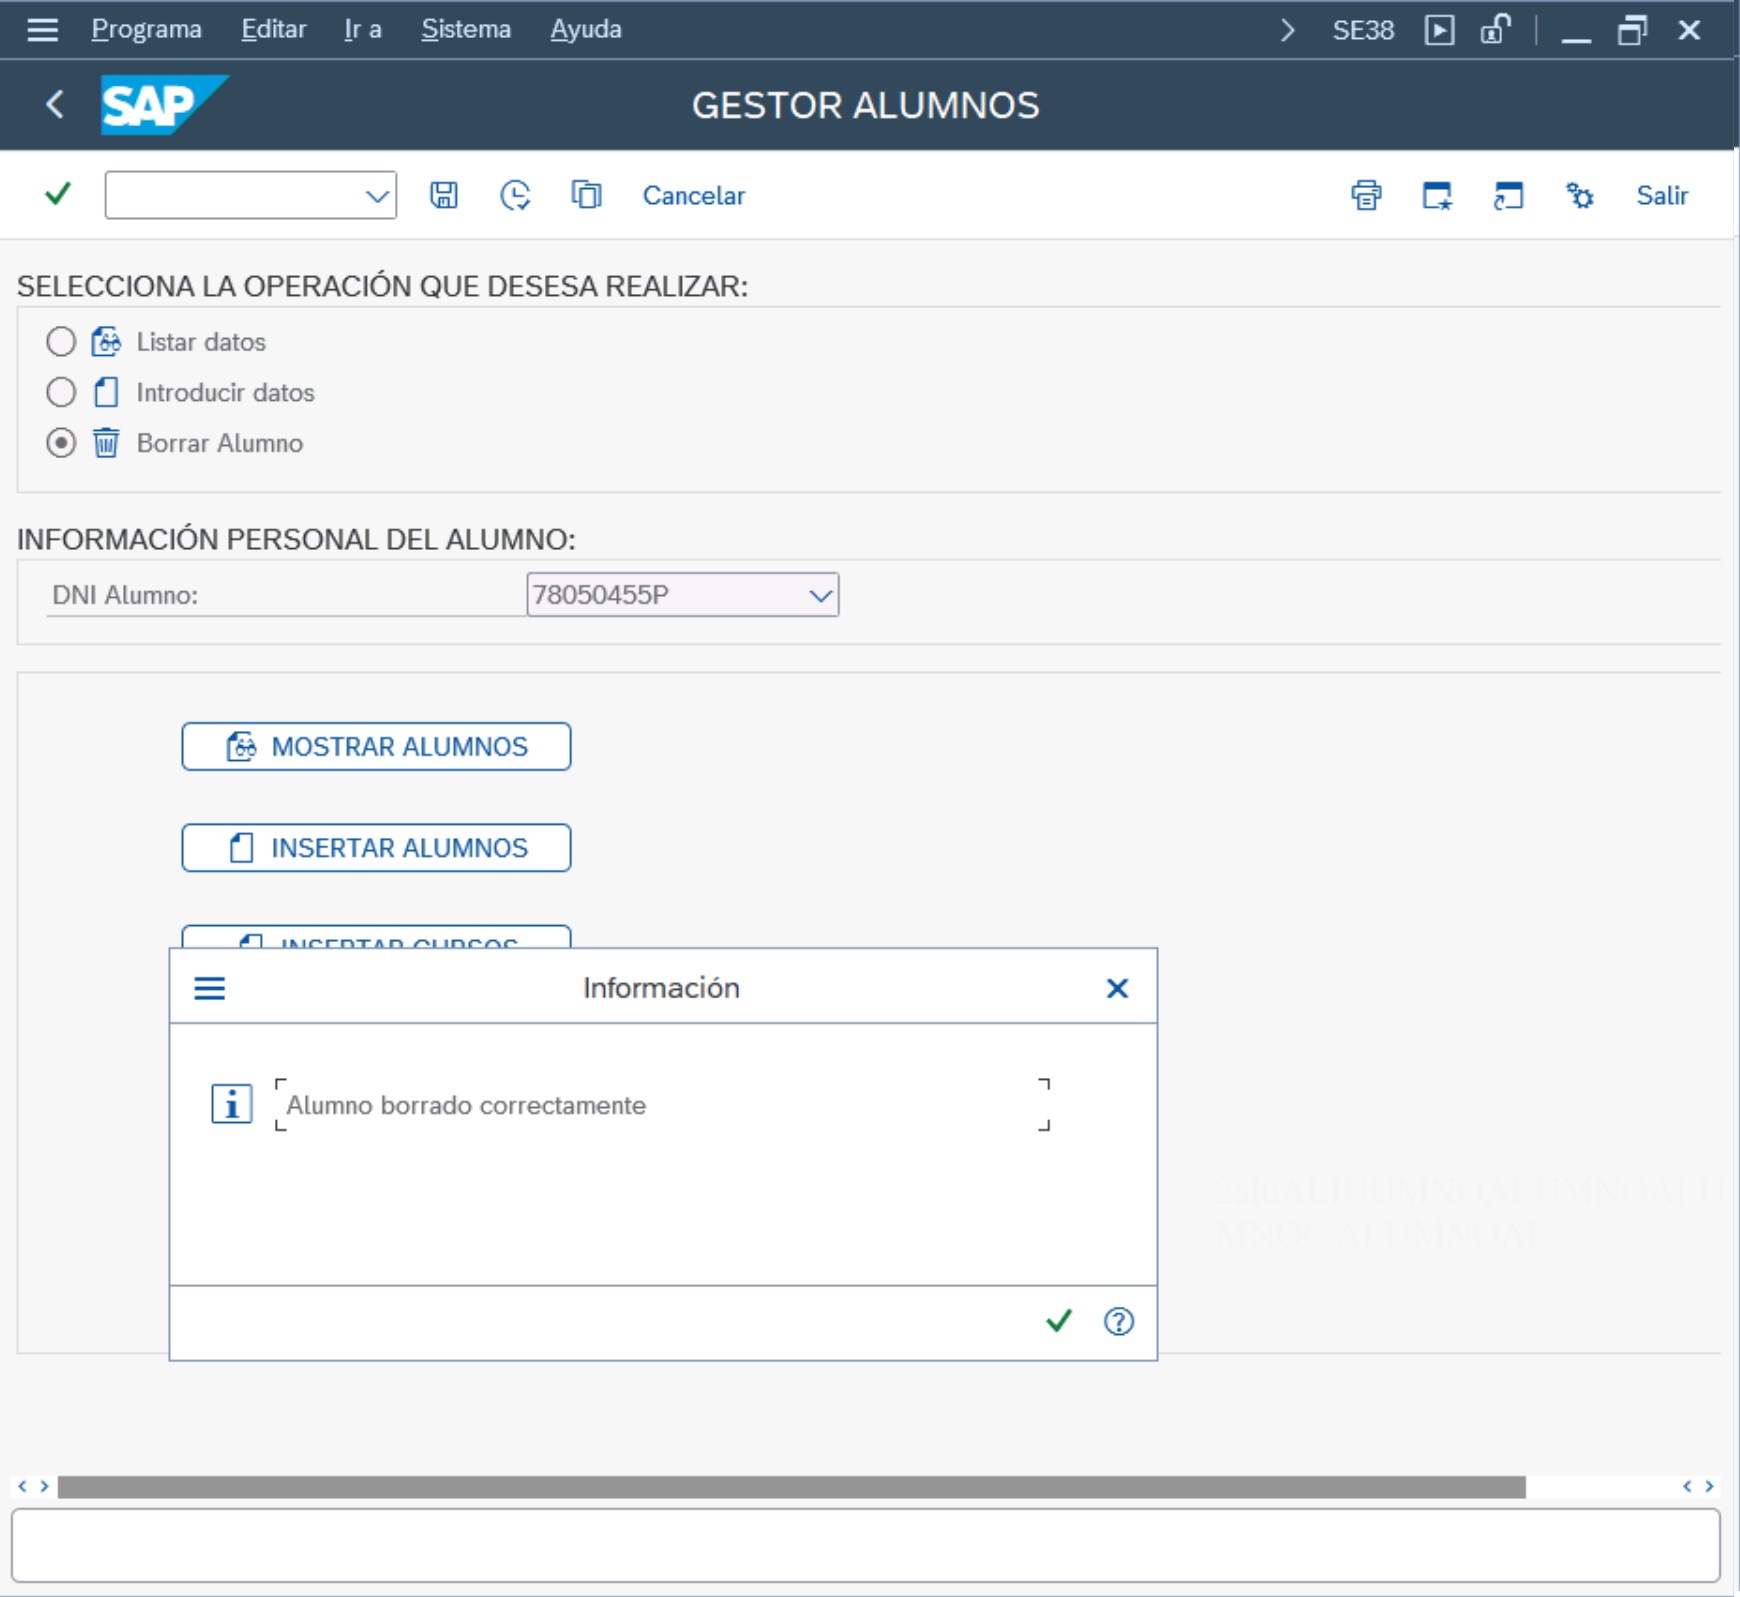 Programa Editar Ir a Sistema Ayuda SE38
SAP GESTOR ALUMNOS
Cancelar Salir
SELECCIONA LA OPERACIÓN QUE DESESA REALIZAR:
Listar datos
Introducir datos
Borrar Alumno
INFORMACIÓN PERSONAL DEL ALUMNO:
DNI Alumno: 78050455P
MOSTRAR ALUMNOS
INSERTAR ALUMNOS
INSERTAR CURSOS
Información
Alumno borrado correctamente